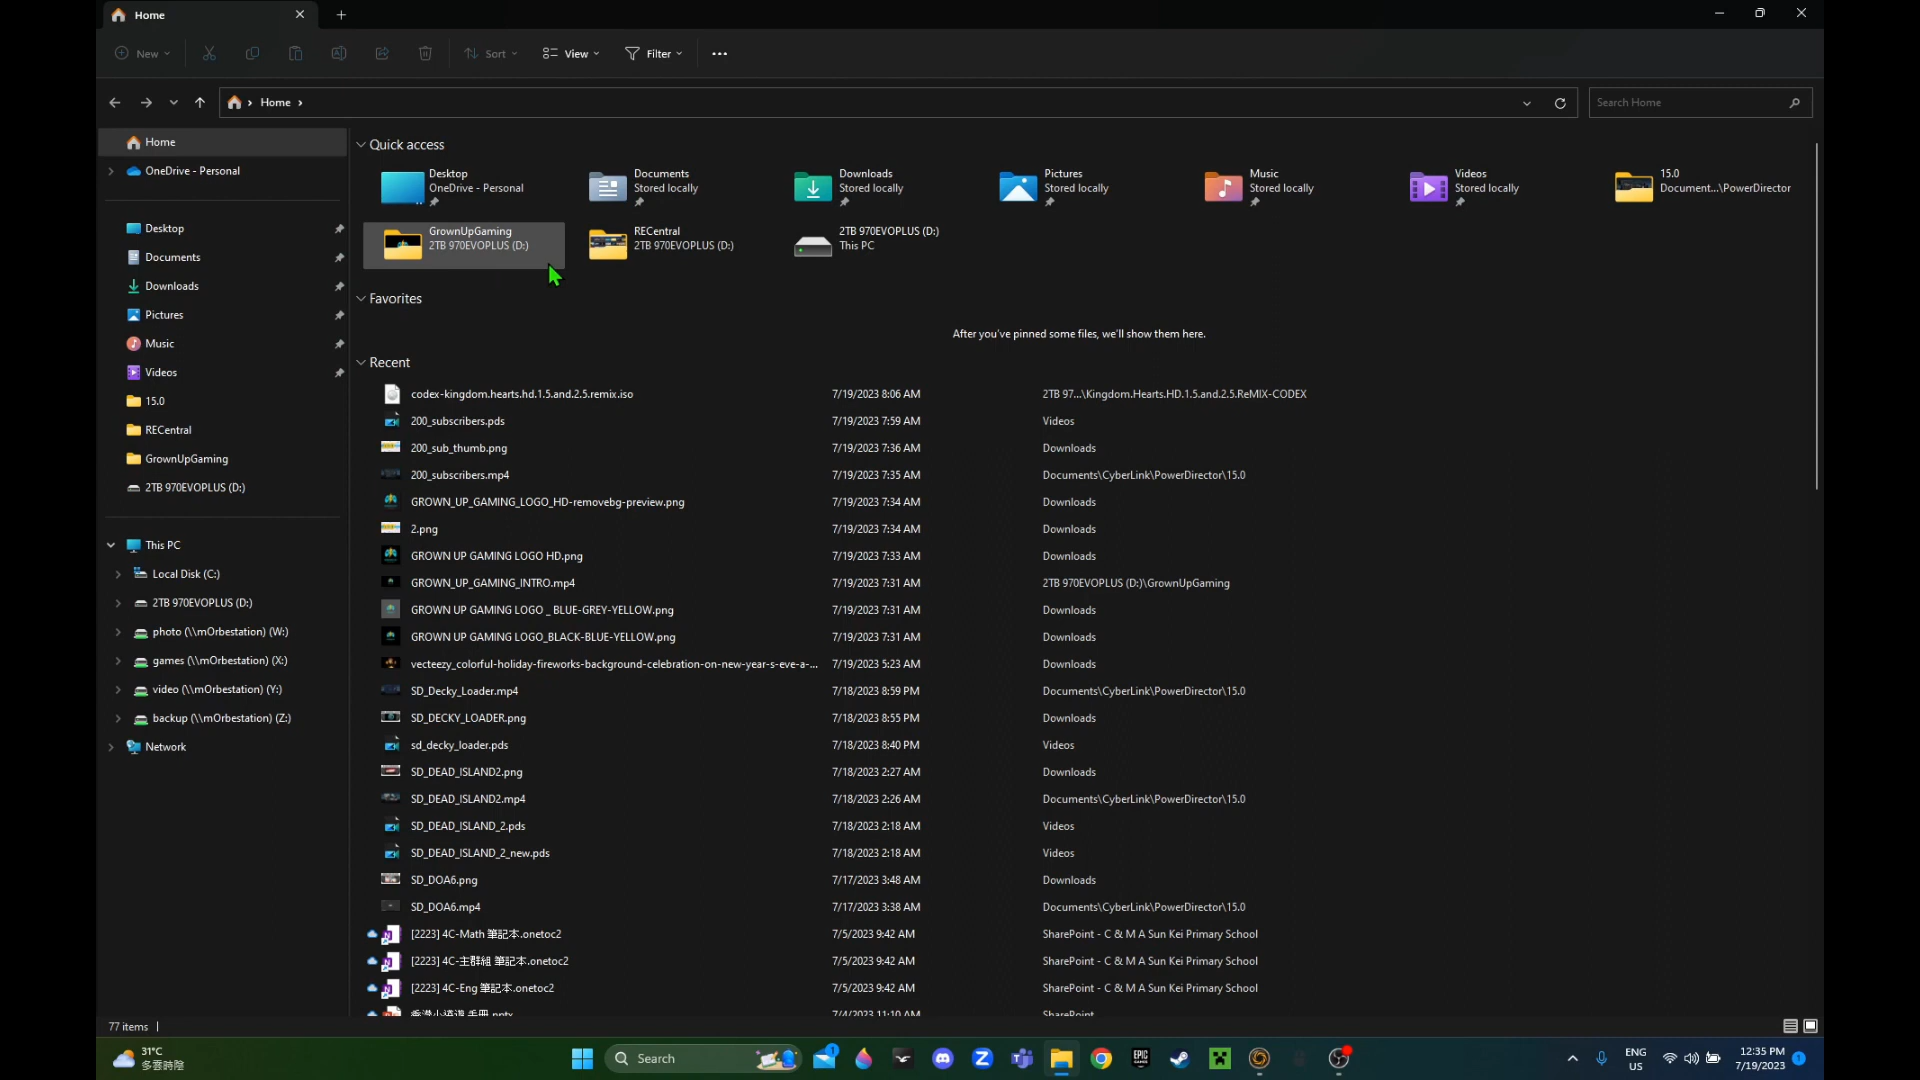 Home
New
Sort
View
Filter
Home
Search Home
Home
OneDrive - Personal
Desktop
Documents
Downloads
Pictures
Music
Videos
15.0
RECentral
GrownUpGaming
2TB 970EVOPLUS (D:)
This PC
Local Disk (C:)
2TB 970EVOPLUS (D:)
photo (\\mOrbestation) (W:)
games (\\mOrbestation) (X:)
video (\\mOrbestation) (Y:)
backup (\\mOrbestation) (Z:)
Network
Quick access
Desktop
OneDrive - Personal
Documents
Stored locally
Downloads
Stored locally
Pictures
Stored locally
Music
Stored locally
Videos
Stored locally
15.0
Document...\PowerDirector
GrownUpGaming
2TB 970EVOPLUS (D:)
RECentral
2TB 970EVOPLUS (D:)
2TB 970EVOPLUS (D:)
This PC
Favorites
After you've pinned some files, we'll show them here.
Recent
codex-kingdom.hearts.hd.1.5.and.2.5.remix.iso 7/19/2023 8:06 AM 2TB 97...\Kingdom.Hearts.HD.1.5.and.2.5.ReMIX-CODEX
200_subscribers.pds 7/19/2023 7:59 AM Videos
200_sub_thumb.png 7/19/2023 7:36 AM Downloads
200_subscribers.mp4 7/19/2023 7:35 AM Documents\CyberLink\PowerDirector\15.0
GROWN_UP_GAMING_LOGO_HD-removebg-preview.png 7/19/2023 7:34 AM Downloads
2.png 7/19/2023 7:34 AM Downloads
GROWN UP GAMING LOGO HD.png 7/19/2023 7:33 AM Downloads
GROWN_UP_GAMING_INTRO.mp4 7/19/2023 7:31 AM 2TB 970EVOPLUS (D:)\GrownUpGaming
GROWN UP GAMING LOGO _ BLUE-GREY-YELLOW.png 7/19/2023 7:31 AM Downloads
GROWN UP GAMING LOGO_BLACK-BLUE-YELLOW.png 7/19/2023 7:31 AM Downloads
vecteezy_colorful-holiday-fireworks-background-celebration-on-new-year-s-eve-a-... 7/19/2023 5:23 AM Downloads
SD_Decky_Loader.mp4 7/18/2023 8:59 PM Documents\CyberLink\PowerDirector\15.0
SD_DECKY_LOADER.png 7/18/2023 8:55 PM Downloads
sd_decky_loader.pds 7/18/2023 8:40 PM Videos
SD_DEAD_ISLAND2.png 7/18/2023 2:27 AM Downloads
SD_DEAD_ISLAND2.mp4 7/18/2023 2:26 AM Documents\CyberLink\PowerDirector\15.0
SD_DEAD_ISLAND_2.pds 7/18/2023 2:18 AM Videos
SD_DEAD_ISLAND_2_new.pds 7/18/2023 2:18 AM Videos
SD_DOA6.png 7/17/2023 3:48 AM Downloads
SD_DOA6.mp4 7/17/2023 3:38 AM Documents\CyberLink\PowerDirector\15.0
[2223] 4C-Math 筆記本.onetoc2 7/5/2023 9:42 AM SharePoint - C & M A Sun Kei Primary School
[2223] 4C-主群組 筆記本.onetoc2 7/5/2023 9:42 AM SharePoint - C & M A Sun Kei Primary School
[2223] 4C-Eng 筆記本.onetoc2 7/5/2023 9:42 AM SharePoint - C & M A Sun Kei Primary School
7/4/2023 11:10 AM SharePoint
77 items
31°C
多雲時陰
Search
EPIC
GAMES
ENG
US
12:35 PM
7/19/2023
1